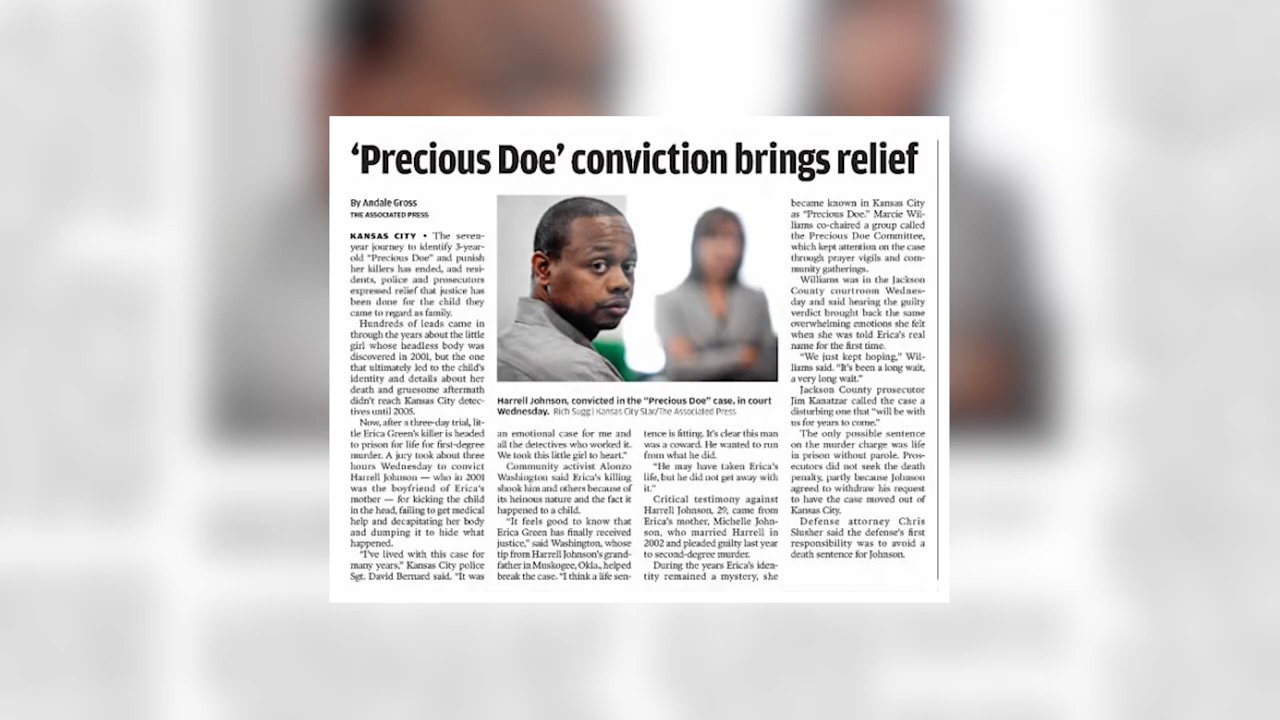 'Precious Doe' conviction brings relief
By Andale Gross
THE ASSOCIATED PRESS
KANSAS CITY • The seven-
year journey to identify 3-year-
old "Precious Doe" and punish
her killers has ended, and resi-
dents, police and prosecutors
expressed relief that justice has
been done for the child they
came to regard as family.
Hundreds of leads came in
through the years about the little
girl whose headless body was
discovered in 2001, but the one
that ultimately led to the child's
identity and details about her
death and gruesome aftermath
didn't reach Kansas City detec-
tives until 2005.
Now, after a three-day trial, lit-
tle Erica Green's killer is headed
to prison for life for first-degree
murder. A jury took about three
hours Wednesday to convict
Harrell Johnson — who in 2001
was the boyfriend of Erica's
mother — for kicking the child
in the head, failing to get medical
help and decapitating her body
and dumping it to hide what
happened.
"I've lived with this case for
many years," Kansas City police
Sgt. David Bernard said. "It was
Harrell Johnson, convicted in the "Precious Doe" case, in court
Wednesday. Rich Sugg | Kansas City Star/The Associated Press
an emotional case for me and
all the detectives who worked it.
We took this little girl to heart."
Community activist Alonzo
Washington said Erica's killing
shook him and others because of
its heinous nature and the fact it
happened to a child.
"It feels good to know that
Erica Green has finally received
justice," said Washington, whose
tip from Harrell Johnson's grand-
father in Muskogee, Okla., helped
break the case. "I think a life sen-
tence is fitting. It's clear this man
was a coward. He wanted to run
from what he did.
"He may have taken Erica's
life, but he did not get away with
it."
Critical testimony against
Harrell Johnson, 29, came from
Erica's mother, Michelle John-
son, who married Harrell in
2002 and pleaded guilty last year
to second-degree murder.
During the years Erica's iden-
tity remained a mystery, she
became known in Kansas City
as "Precious Doe." Marcie Wil-
liams co-chaired a group called
the Precious Doe Committee,
which kept attention on the case
through prayer vigils and com-
munity gatherings.
Williams was in the Jackson
County courtroom Wednes-
day and said hearing the guilty
verdict brought back the same
overwhelming emotions she felt
when she was told Erica's real
name for the first time.
"We just kept hoping," Wil-
liams said. "It's been a long wait,
a very long wait."
Jackson County prosecutor
Jim Kanatzar called the case a
disturbing one that "will be with
us for years to come."
The only possible sentence
on the murder charge was life
in prison without parole. Pros-
ecutors did not seek the death
penalty, partly because Johnson
agreed to withdraw his request
to have the case moved out of
Kansas City.
Defense attorney Chris
Slusher said the defense's first
responsibility was to avoid a
death sentence for Johnson.